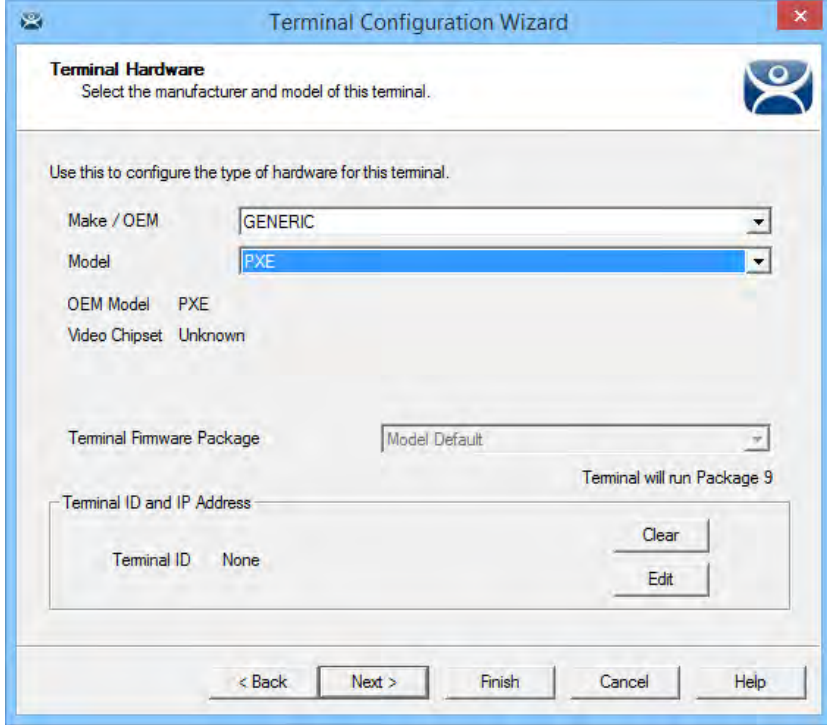 Terminal Configuration Wizard
Terminal Hardware
Select the manufacturer and model of this terminal.
Use this to configure the type of hardware for this terminal.
Make / OEM GENERIC
Model PXE
OEM Model PXE
Video Chipset Unknown
Terminal Firmware Package Model Default
Terminal will run Package 9
Terminal ID and IP Address
Clear
Terminal ID None
Edit
< Back Next > Finish Cancel Help